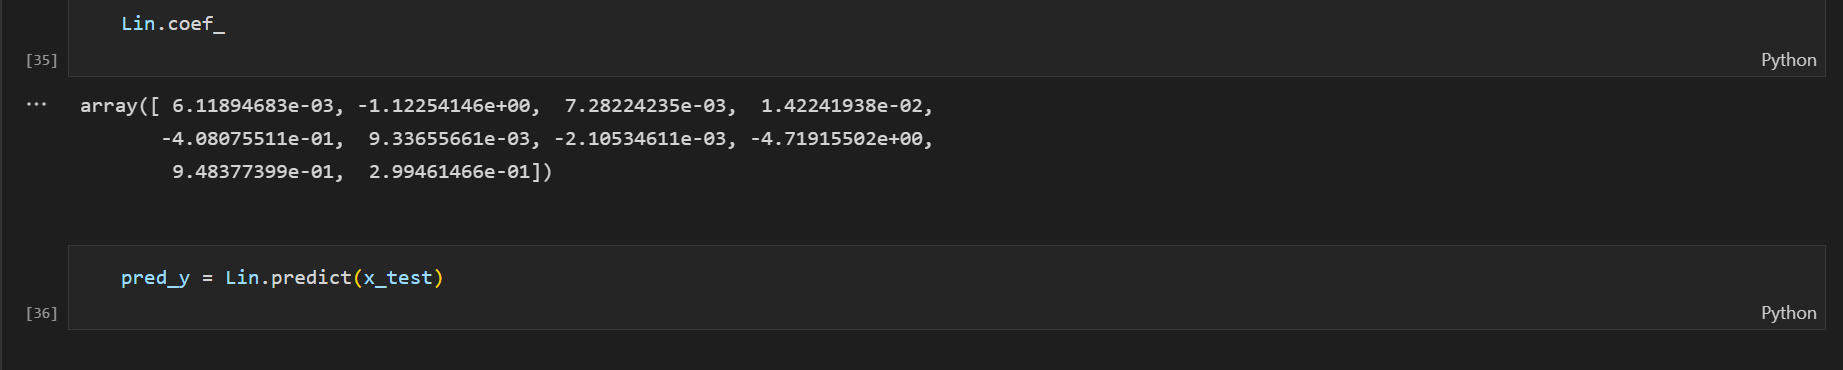 Lin.coef_
[35]
Python
··· array([ 6.11894683e-03, -1.12254146e+00,  7.28224235e-03,  1.42241938e-02,
-4.08075511e-01,  9.33655661e-03, -2.10534611e-03, -4.71915502e+00,
9.48377399e-01,  2.99461466e-01])
pred_y = Lin.predict(x_test)
[36]
Python